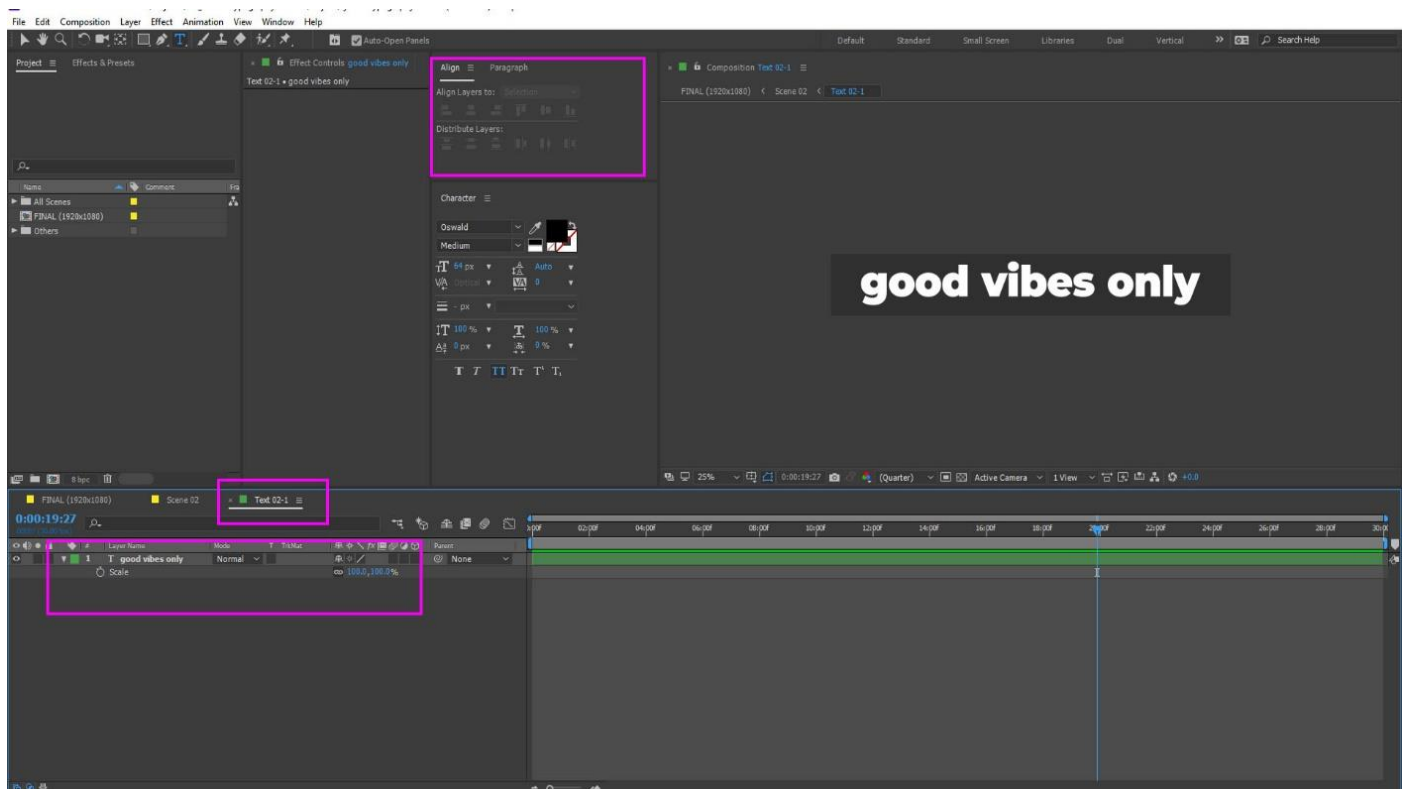 File Edit Composition Layer Effect Animation View Window Help
Auto-Open Panels
Default Standard Small Screen Libraries Dual Vertical Search Help
Project Effects & Presets
Effect Controls good vibes only
Text 02-1 • good vibes only
Name Comment Fra
All Scenes
FINAL (1920x1080)
Others
8 bpc
Align Paragraph
Align Layers to: Selection
Distribute Layers:
Character
Oswald
Medium
64 px Auto
Optical 0
- px
100 % 100 %
0 px 0 %
T T TT Tт T¹ T₁
Composition Text 02-1
FINAL (1920x1080) Scene 02 Text 02-1
good vibes only
25% 0:00:19:27 (Quarter) Active Camera 1 View +0.0
FINAL (1920x1080) Scene 02 Text 02-1
0:00:19:27
# Layer Name Mode T TrkMat Parent
1 T good vibes only Normal None
Scale 100.0,100.0%
02:00f 04:00f 06:00f 08:00f 10:00f 12:00f 14:00f 16:00f 18:00f 22:00f 24:00f 26:00f 28:00f